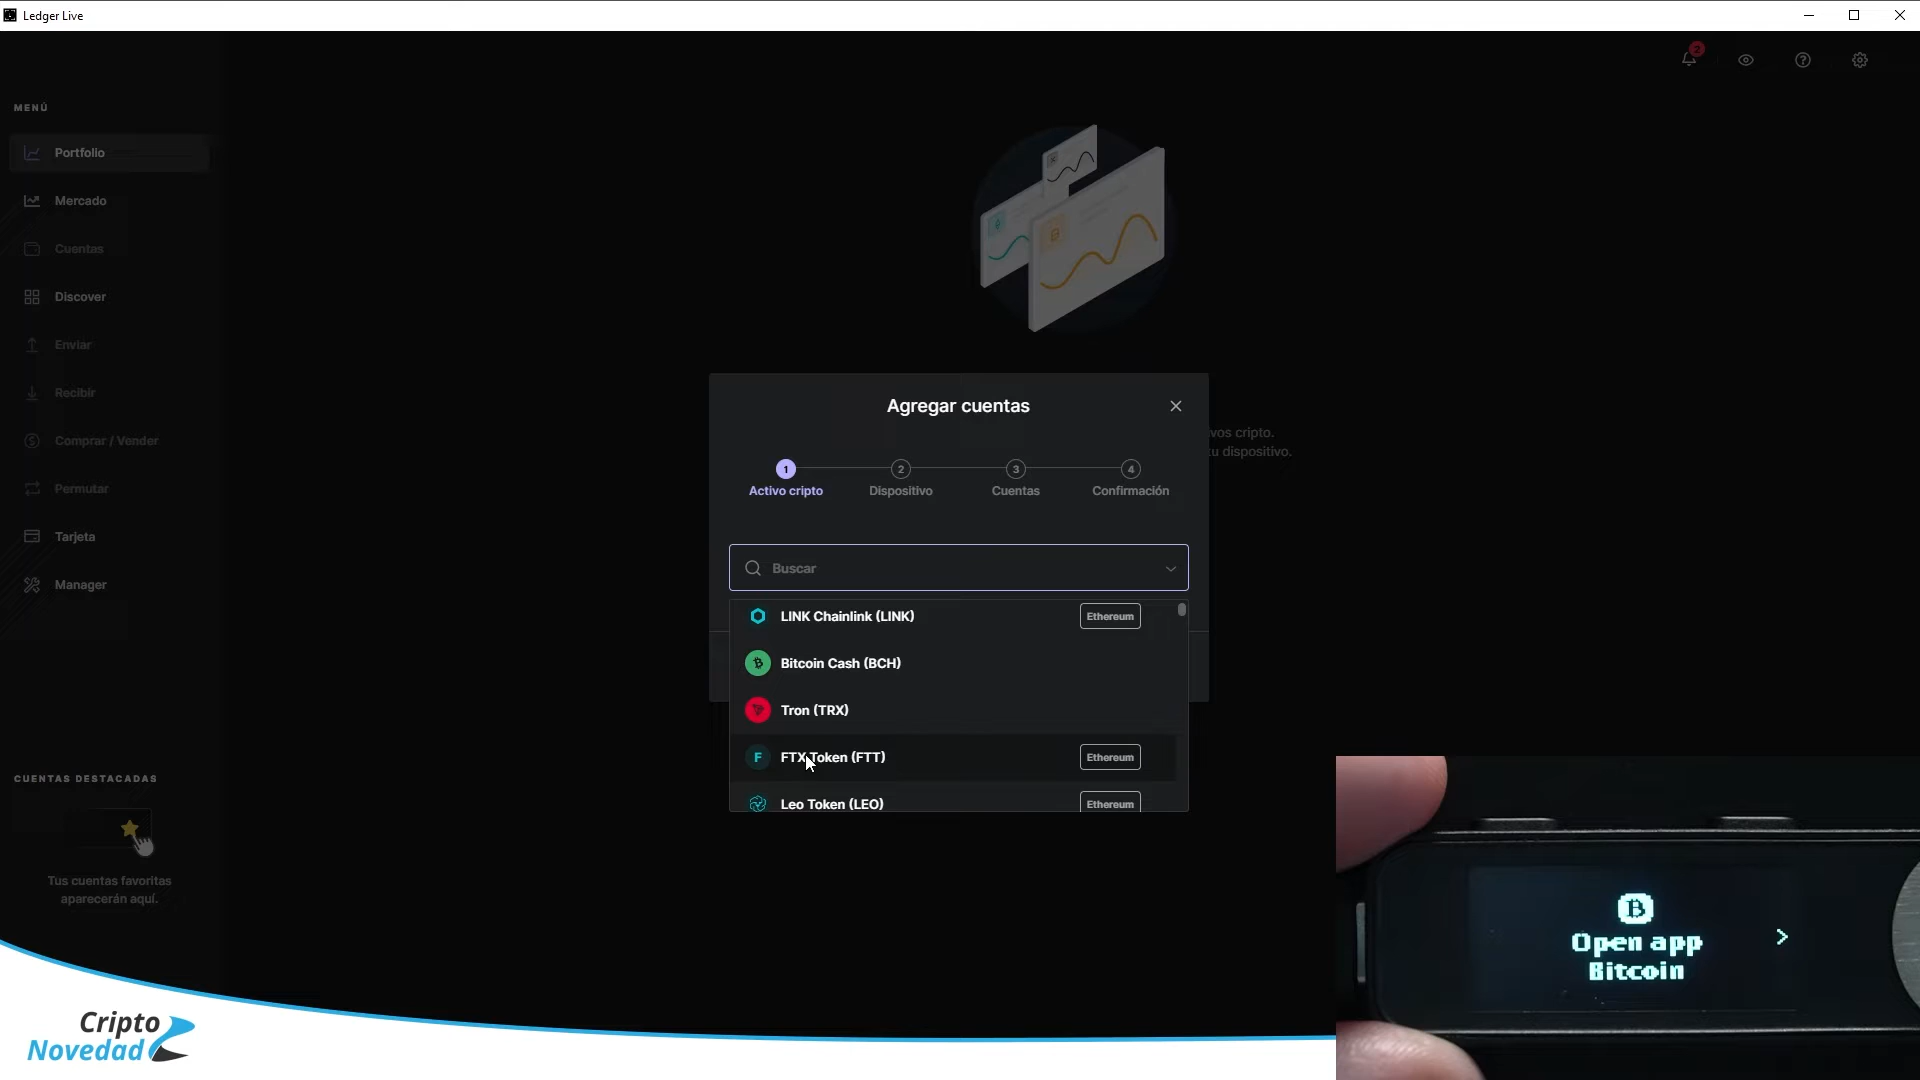 Ledger Live
2
MENÚ
Portfolio
Mercado
Cuentas
Discover
Enviar
Recibir
Comprar / Vender
Permutar
Tarjeta
Manager
CUENTAS DESTACADAS
Tus cuentas favoritas
aparecerán aquí.
vos cripto.
tu dispositivo.
Agregar cuentas
1 2 3 4
Activo cripto Dispositivo Cuentas Confirmación
Buscar
LINK Chainlink (LINK) Ethereum
Bitcoin Cash (BCH)
Tron (TRX)
F FTX Token (FTT) Ethereum
Leo Token (LEO) Ethereum
Open app
Bitcoin
Cripto
Novedad